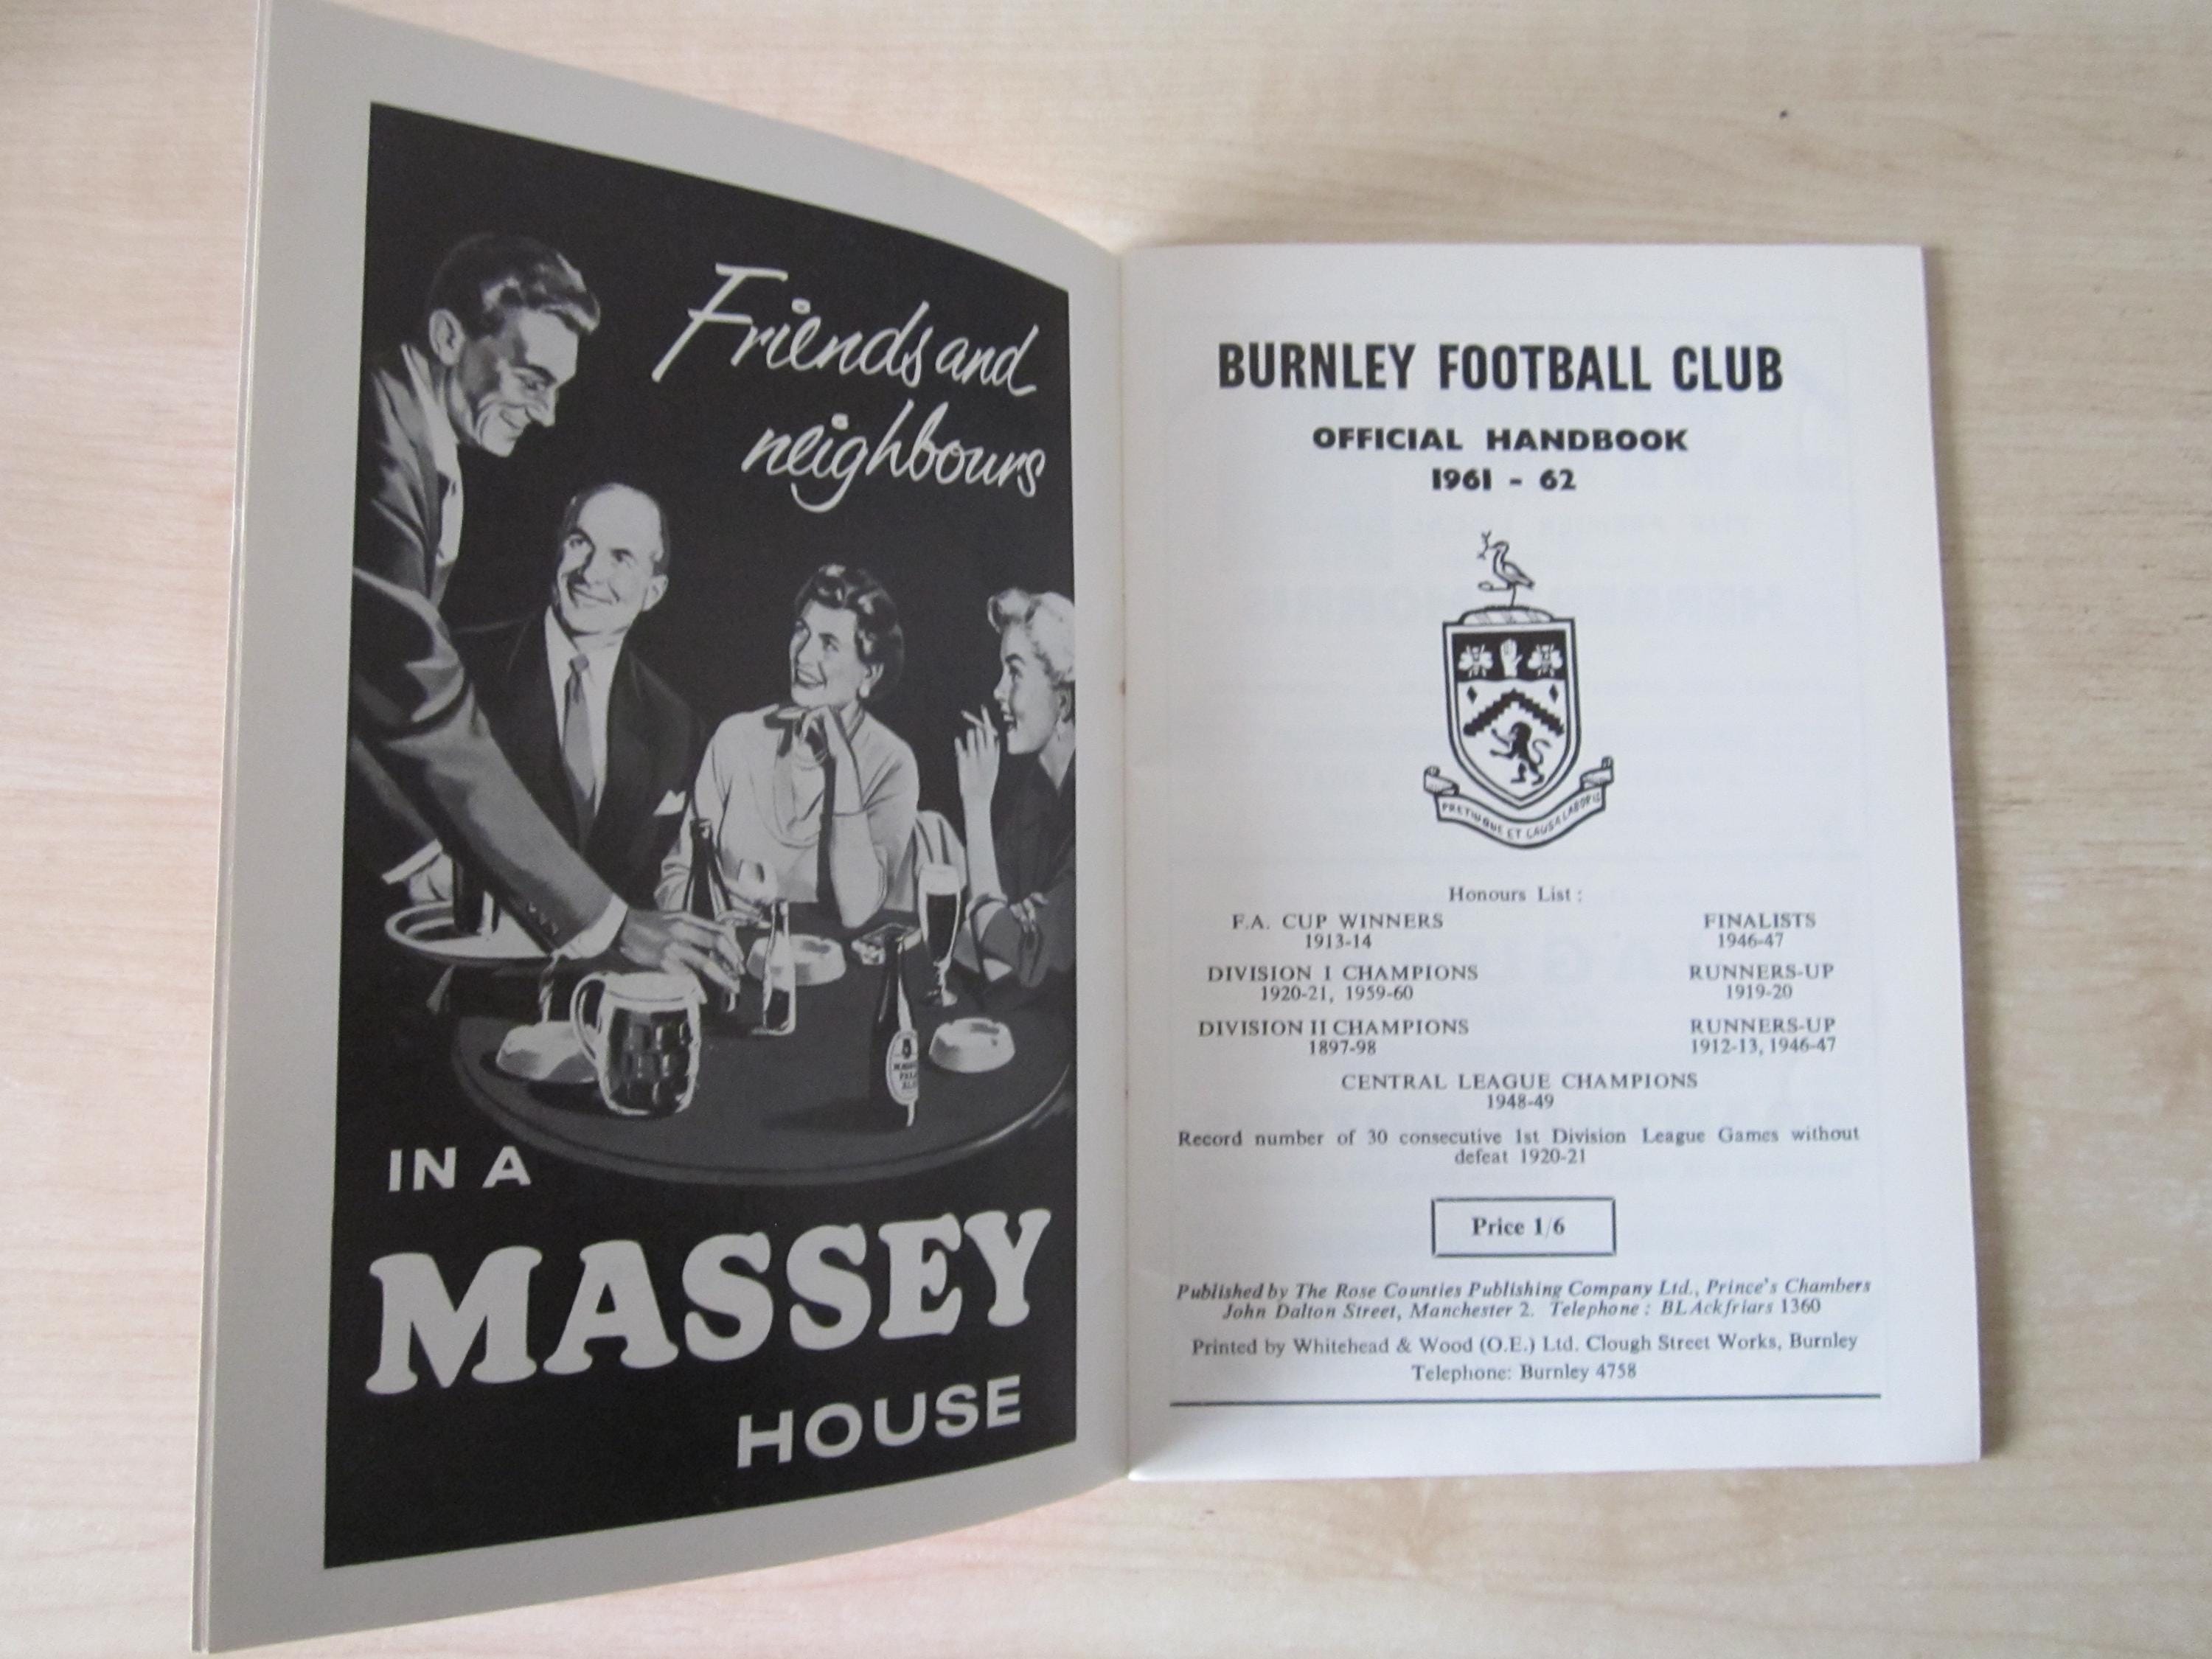 Friends and
neighbours
IN A
MASSEY
HOUSE
BURNLEY FOOTBALL CLUB
OFFICIAL HANDBOOK
1961 - 62
PRETIUMQUE ET CAUSA LABORIS
Honours List :
F.A. CUP WINNERS FINALISTS
1913-14 1946-47
DIVISION I CHAMPIONS RUNNERS-UP
1920-21, 1959-60 1919-20
DIVISION II CHAMPIONS RUNNERS-UP
1897-98 1912-13, 1946-47
CENTRAL LEAGUE CHAMPIONS
1948-49
Record number of 30 consecutive 1st Division League Games without
defeat 1920-21
Price 1/6
Published by The Rose Counties Publishing Company Ltd., Prince's Chambers
John Dalton Street, Manchester 2. Telephone : BLAckfriars 1360
Printed by Whitehead & Wood (O.E.) Ltd. Clough Street Works, Burnley
Telephone: Burnley 4758